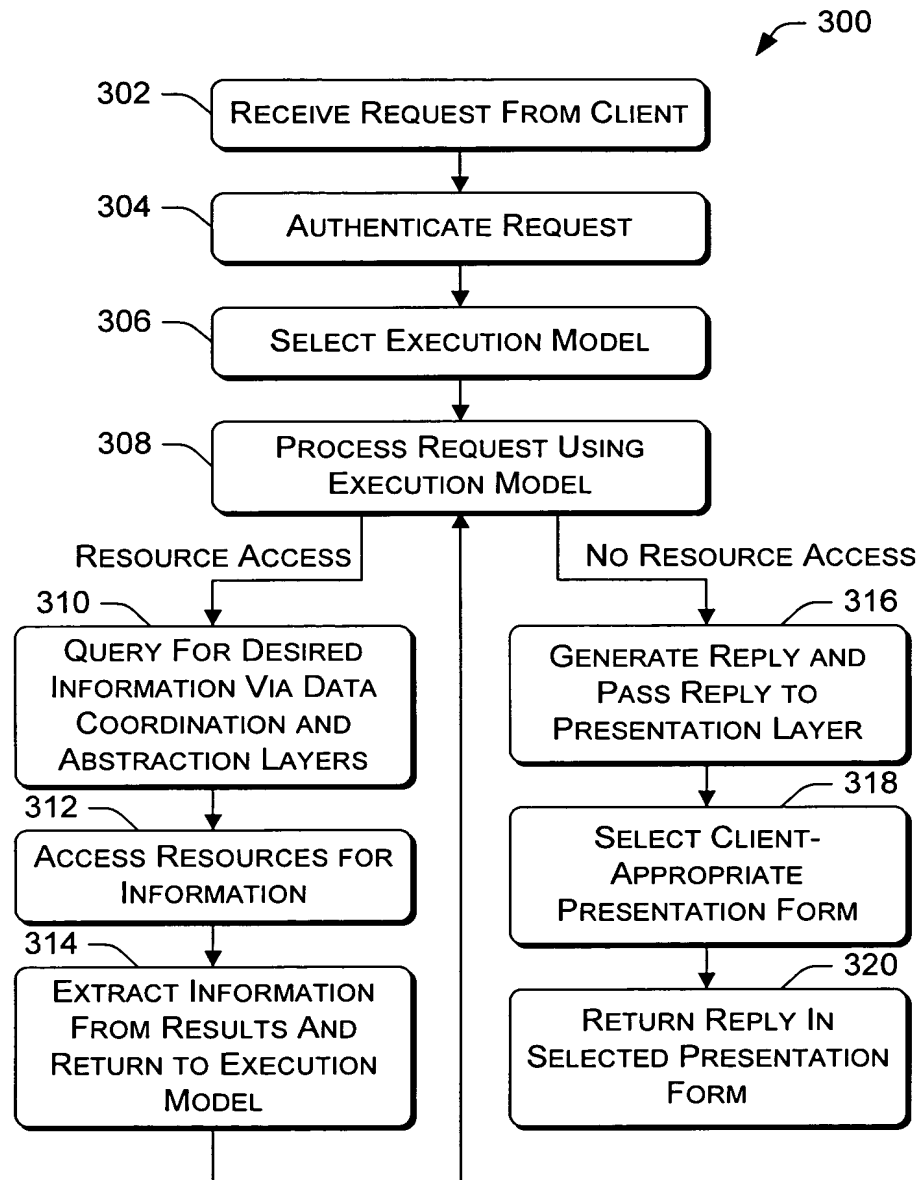 300
302
RECEIVE REQUEST FROM CLIENT
304
AUTHENTICATE REQUEST
306
SELECT EXECUTION MODEL
308
PROCESS REQUEST USING
EXECUTION MODEL
RESOURCE ACCESS
NO RESOURCE ACCESS
310
QUERY FOR DESIRED
INFORMATION VIA DATA
COORDINATION AND
ABSTRACTION LAYERS
312
ACCESS RESOURCES FOR
INFORMATION
314
EXTRACT INFORMATION
FROM RESULTS AND
RETURN TO EXECUTION
MODEL
316
GENERATE REPLY AND
PASS REPLY TO
PRESENTATION LAYER
318
SELECT CLIENT-
APPROPRIATE
PRESENTATION FORM
320
RETURN REPLY IN
SELECTED PRESENTATION
FORM